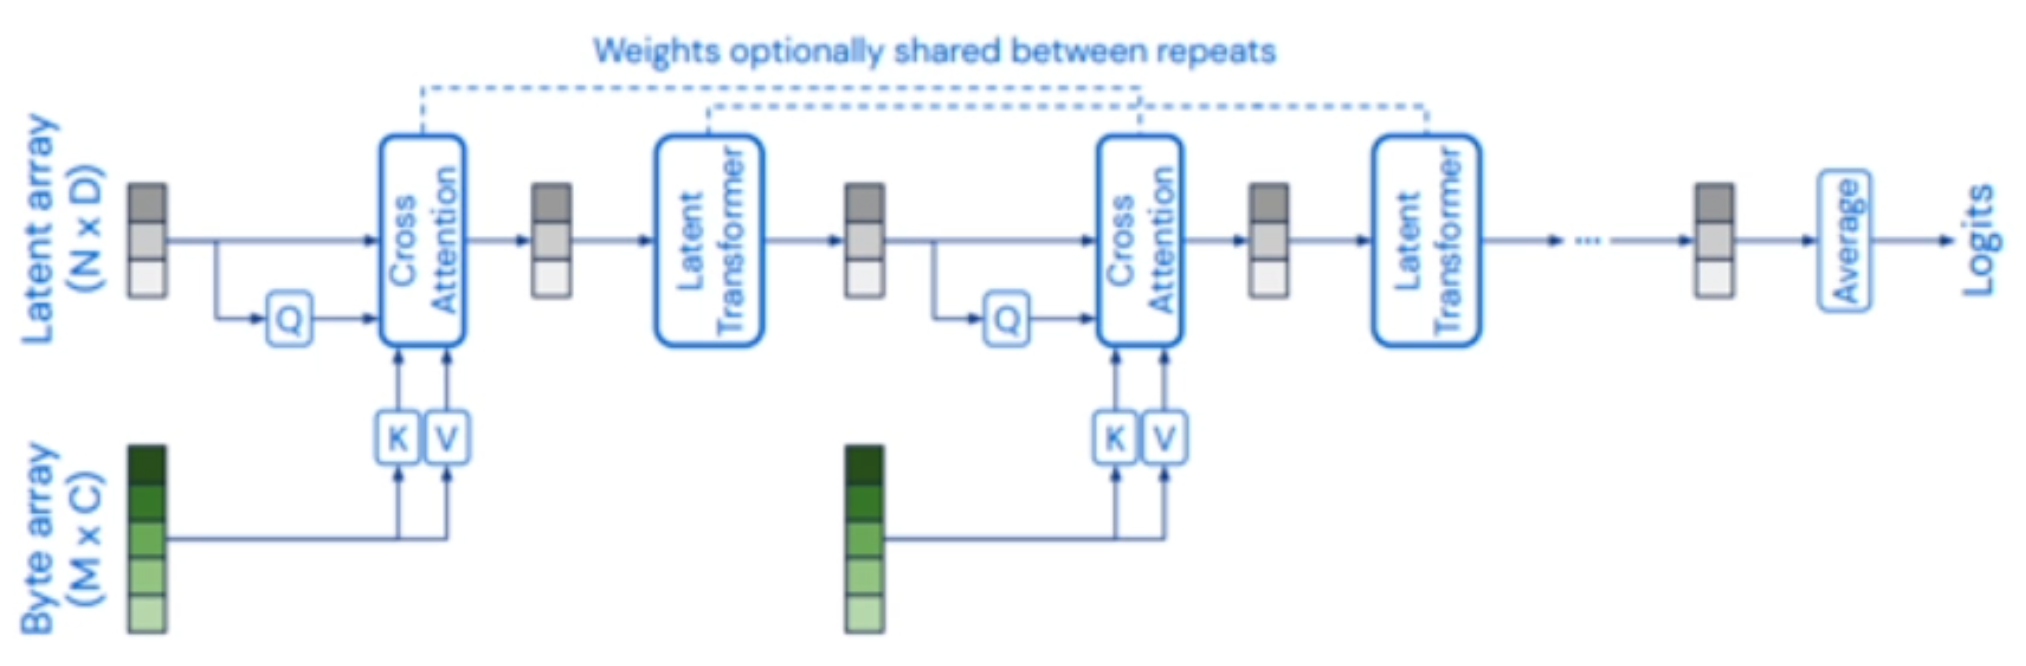 Weights optionally shared between repeats
Latent array
(N x D)
Q
Cross
Attention
Latent
Transformer
Q
Cross
Attention
Latent
Transformer
...
Average
Logits
K
V
K
V
Byte array
(M x C)